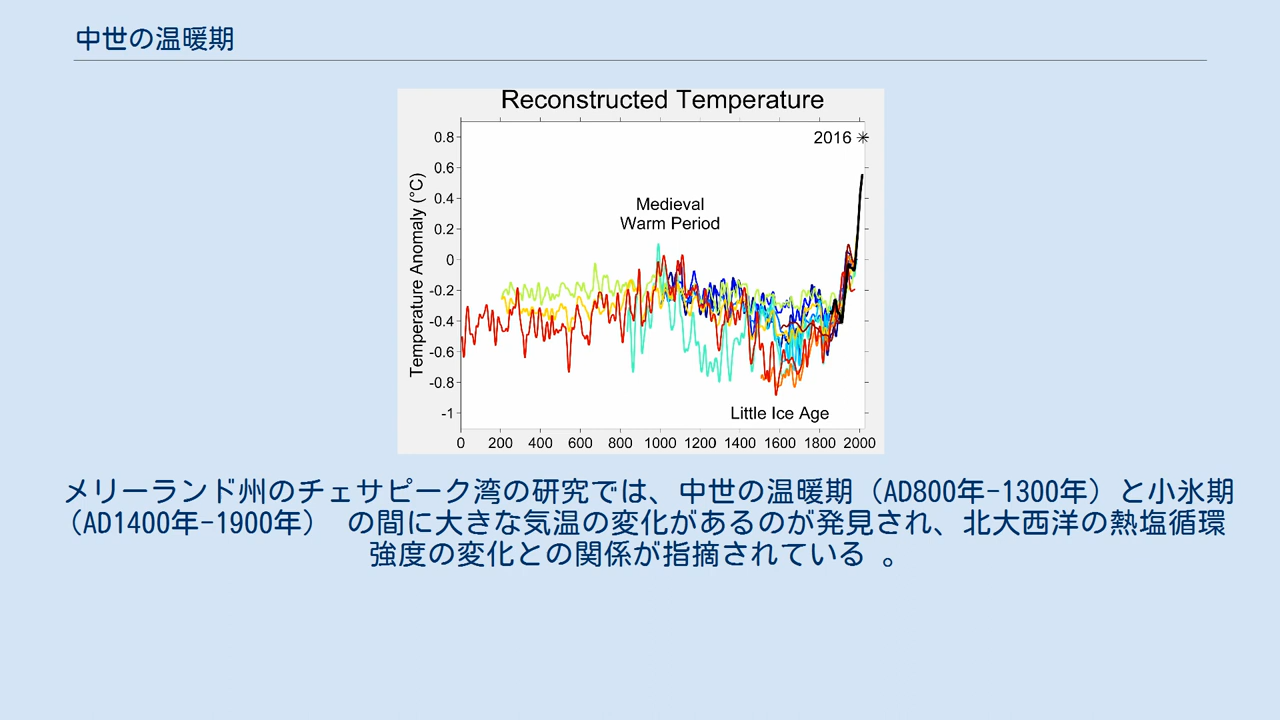 中世の温暖期
Reconstructed Temperature
2016
Temperature Anomaly (°C)
0.8
0.6
0.4
0.2
0
-0.2
-0.4
-0.6
-0.8
-1
Medieval
Warm Period
Little Ice Age
0 200 400 600 800 1000 1200 1400 1600 1800 2000
メリーランド州のチェサピーク湾の研究では、中世の温暖期（AD800年-1300年）と小氷期
（AD1400年-1900年） の間に大きな気温の変化があるのが発見され、北大西洋の熱塩循環
強度の変化との関係が指摘されている 。